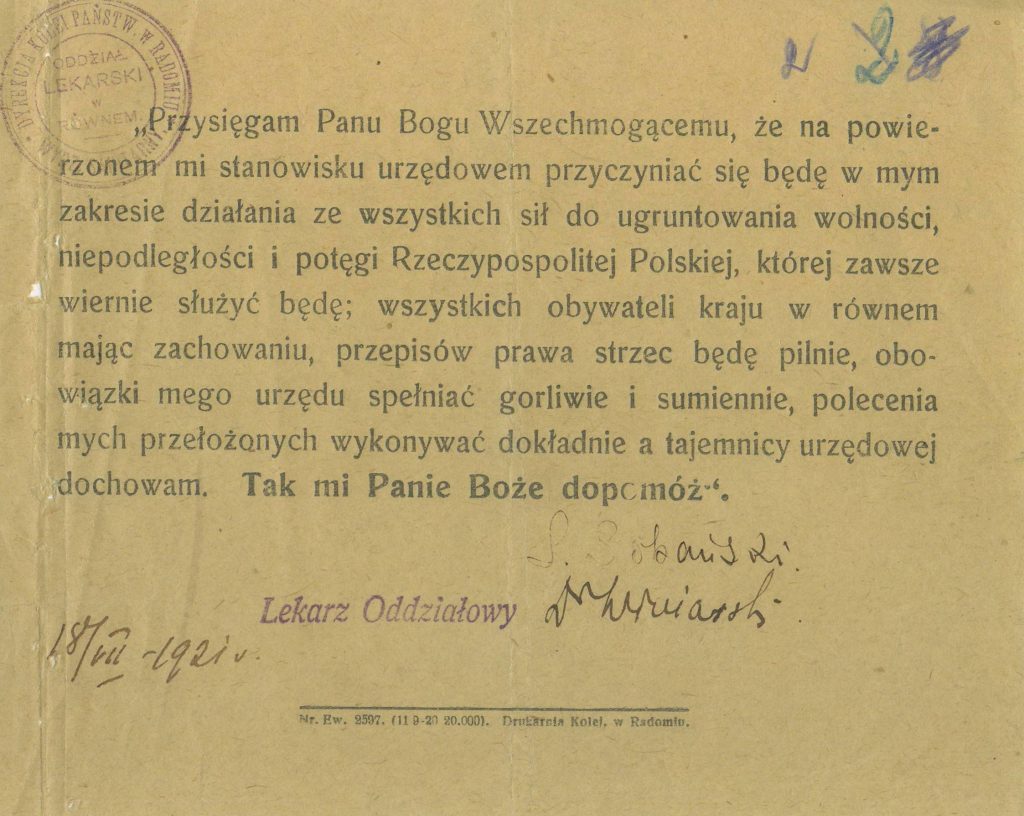 DYREKCJA KOLEI PAŃSTW. W RADOMIU
ODDZIAŁ
LEKARSKI
w
RÓWNEM
2 2
„Przysięgam Panu Bogu Wszechmogącemu, że na powie-
rzonem mi stanowisku urzędowem przyczyniać się będę w mym
zakresie działania ze wszystkich sił do ugruntowania wolności,
niepodległości i potęgi Rzeczypospolitej Polskiej, której zawsze
wiernie służyć będę; wszystkich obywateli kraju w równem
mając zachowaniu, przepisów prawa strzec będę pilnie, obo-
wiązki mego urzędu spełniać gorliwie i sumiennie, polecenia
mych przełożonych wykonywać dokładnie a tajemnicy urzędowej
dochowam. Tak mi Panie Boże dopomóż“.
S.
Lekarz Oddziałowy Dr
18/VII -1921 r.
Nr. Ew. 2597. (11 9-20 20.000). Drukarnia Kolej. w Radomiu.